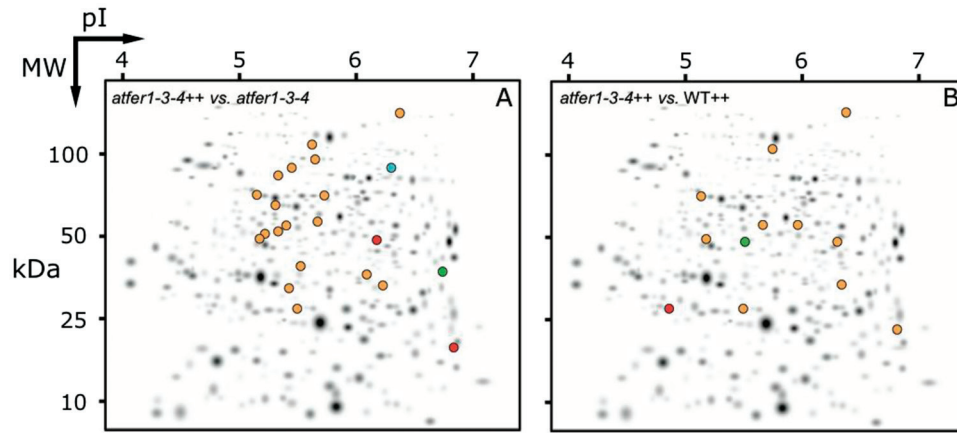 pI
MW
4 5 6 7 4 5 6 7
atfer1-3-4++ vs. atfer1-3-4 A atfer1-3-4++ vs. WT++ B
100
50
kDa
25
10